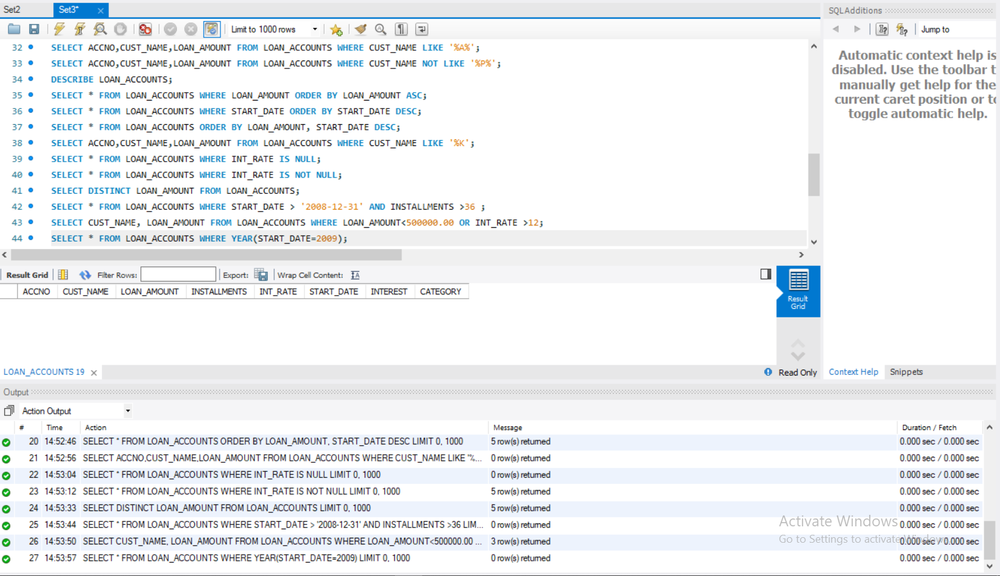 Set2
Set3*
SQLAdditions
Limit to 1000 rows
Jump to
32 SELECT ACCNO,CUST_NAME,LOAN_AMOUNT FROM LOAN_ACCOUNTS WHERE CUST_NAME LIKE '%A%';
33 SELECT ACCNO,CUST_NAME,LOAN_AMOUNT FROM LOAN_ACCOUNTS WHERE CUST_NAME NOT LIKE '%P%';
34 DESCRIBE LOAN_ACCOUNTS;
35 SELECT * FROM LOAN_ACCOUNTS WHERE LOAN_AMOUNT ORDER BY LOAN_AMOUNT ASC;
36 SELECT * FROM LOAN_ACCOUNTS WHERE START_DATE ORDER BY START_DATE DESC;
37 SELECT * FROM LOAN_ACCOUNTS ORDER BY LOAN_AMOUNT, START_DATE DESC;
38 SELECT ACCNO,CUST_NAME,LOAN_AMOUNT FROM LOAN_ACCOUNTS WHERE CUST_NAME LIKE '%K';
39 SELECT * FROM LOAN_ACCOUNTS WHERE INT_RATE IS NULL;
40 SELECT * FROM LOAN_ACCOUNTS WHERE INT_RATE IS NOT NULL;
41 SELECT DISTINCT LOAN_AMOUNT FROM LOAN_ACCOUNTS;
42 SELECT * FROM LOAN_ACCOUNTS WHERE START_DATE > '2008-12-31' AND INSTALLMENTS >36 ;
43 SELECT CUST_NAME, LOAN_AMOUNT FROM LOAN_ACCOUNTS WHERE LOAN_AMOUNT<500000.00 OR INT_RATE >12;
44 SELECT * FROM LOAN_ACCOUNTS WHERE YEAR(START_DATE=2009);
Automatic context help is
disabled. Use the toolbar t
manually get help for the
current caret position or to
toggle automatic help.
Result Grid Filter Rows: Export: Wrap Cell Content:
ACCNO CUST_NAME LOAN_AMOUNT INSTALLMENTS INT_RATE START_DATE INTEREST CATEGORY
Result
Grid
LOAN_ACCOUNTS 19
Read Only
Context Help Snippets
Output
Action Output
# Time Action Message Duration / Fetch
20 14:52:46 SELECT * FROM LOAN_ACCOUNTS ORDER BY LOAN_AMOUNT, START_DATE DESC LIMIT 0, 1000 5 row(s) returned 0.000 sec / 0.000 sec
21 14:52:56 SELECT ACCNO,CUST_NAME,LOAN_AMOUNT FROM LOAN_ACCOUNTS WHERE CUST_NAME LIKE '%... 0 row(s) returned 0.000 sec / 0.000 sec
22 14:53:04 SELECT * FROM LOAN_ACCOUNTS WHERE INT_RATE IS NULL LIMIT 0, 1000 0 row(s) returned 0.000 sec / 0.000 sec
23 14:53:12 SELECT * FROM LOAN_ACCOUNTS WHERE INT_RATE IS NOT NULL LIMIT 0, 1000 5 row(s) returned 0.000 sec / 0.000 sec
24 14:53:33 SELECT DISTINCT LOAN_AMOUNT FROM LOAN_ACCOUNTS LIMIT 0, 1000 5 row(s) returned 0.000 sec / 0.000 sec
25 14:53:44 SELECT * FROM LOAN_ACCOUNTS WHERE START_DATE > '2008-12-31' AND INSTALLMENTS >36 LIM... 0 row(s) returned 0.000 sec / 0.000 sec
26 14:53:50 SELECT CUST_NAME, LOAN_AMOUNT FROM LOAN_ACCOUNTS WHERE LOAN_AMOUNT<500000.00 ... 3 row(s) returned 0.000 sec / 0.000 sec
27 14:53:57 SELECT * FROM LOAN_ACCOUNTS WHERE YEAR(START_DATE=2009) LIMIT 0, 1000 0 row(s) returned 0.000 sec / 0.000 sec
Activate Windows
Go to Settings to activate Windows.